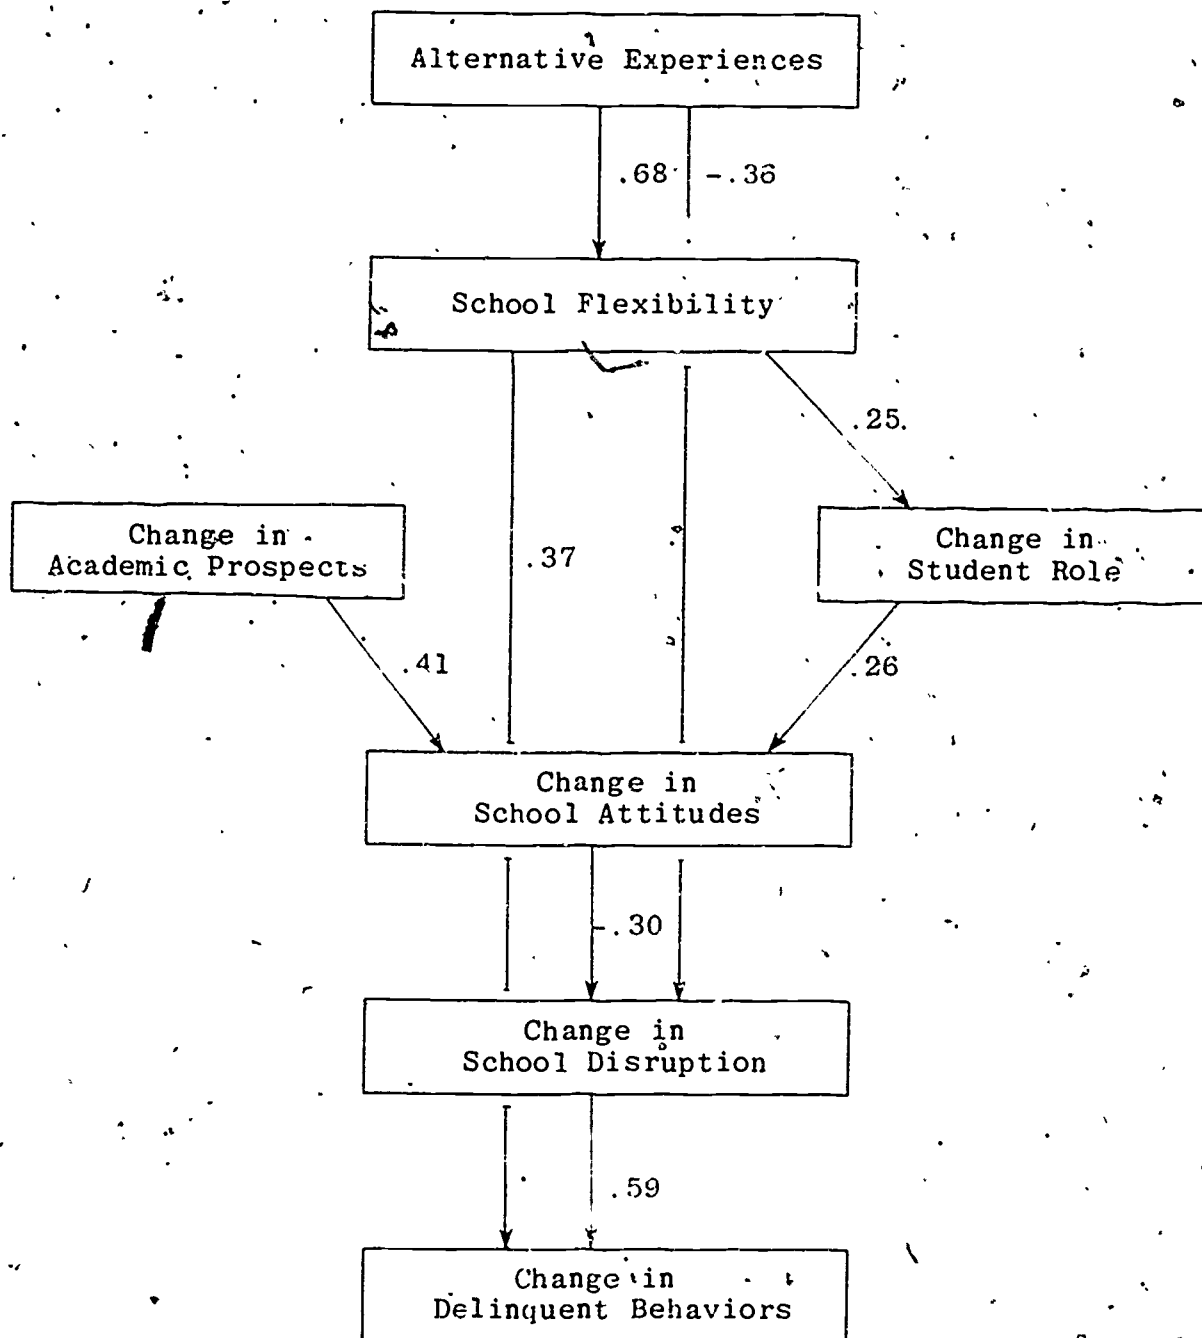 Alternative Experiences
.68 -.36
School Flexibility
.25
Change in
Academic Prospects
.37
Change in
Student Role
.41
.26
Change in
School Attitudes
-.30
Change in
School Disruption
.59
Change in
Delinquent Behaviors